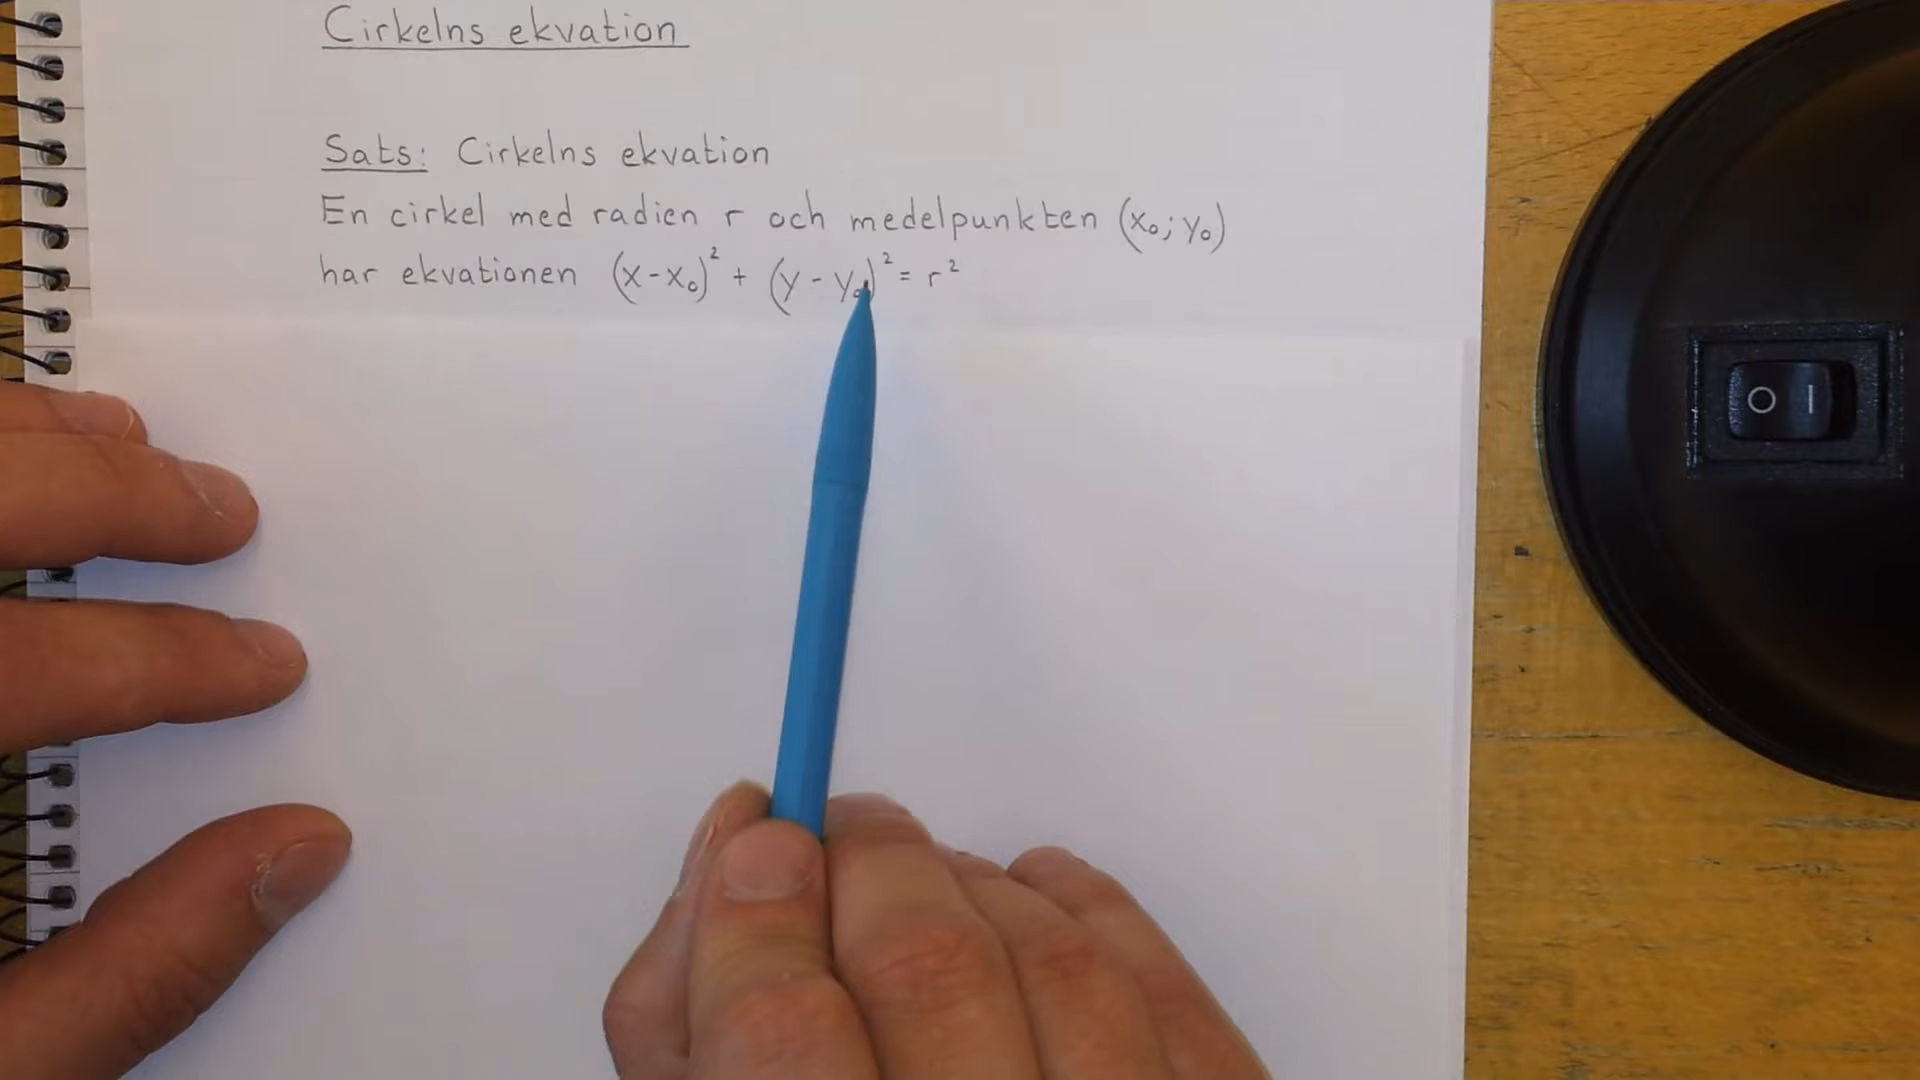 Cirkelns ekvation
Sats: Cirkelns ekvation
En cirkel med radien r och medelpunkten (x₀; y₀)
har ekvationen (x-x₀)² + (y - y₀)² = r²
O I